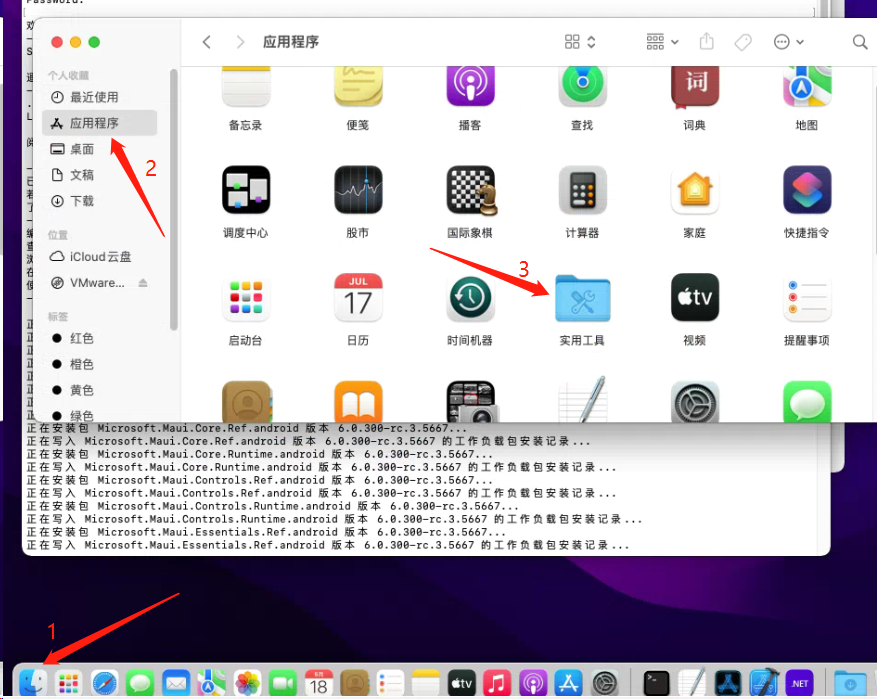 Password:
应用程序
个人收藏
最近使用
应用程序
桌面
文稿
下载
位置
iCloud云盘
VMware...
标签
红色
橙色
黄色
绿色
备忘录
便笺
播客
词
查找
词典
地图
调度中心
股市
国际象棋
计算器
家庭
快捷指令
JUL
17
tv
启动台
日历
时间机器
实用工具
视频
提醒事项
2
3
正在安装包 Microsoft.Maui.Core.Ref.android 版本 6.0.300-rc.3.5667...
正在写入 Microsoft.Maui.Core.Ref.android 版本 6.0.300-rc.3.5667 的工作负载包安装记录...
正在安装包 Microsoft.Maui.Core.Runtime.android 版本 6.0.300-rc.3.5667...
正在写入 Microsoft.Maui.Core.Runtime.android 版本 6.0.300-rc.3.5667 的工作负载包安装记录...
正在安装包 Microsoft.Maui.Controls.Ref.android 版本 6.0.300-rc.3.5667...
正在写入 Microsoft.Maui.Controls.Ref.android 版本 6.0.300-rc.3.5667 的工作负载包安装记录...
正在安装包 Microsoft.Maui.Controls.Runtime.android 版本 6.0.300-rc.3.5667...
正在写入 Microsoft.Maui.Controls.Runtime.android 版本 6.0.300-rc.3.5667 的工作负载包安装记录...
正在安装包 Microsoft.Maui.Essentials.Ref.android 版本 6.0.300-rc.3.5667...
正在写入 Microsoft.Maui.Essentials.Ref.android 版本 6.0.300-rc.3.5667 的工作负载包安装记录...
1
18
tv
.NET